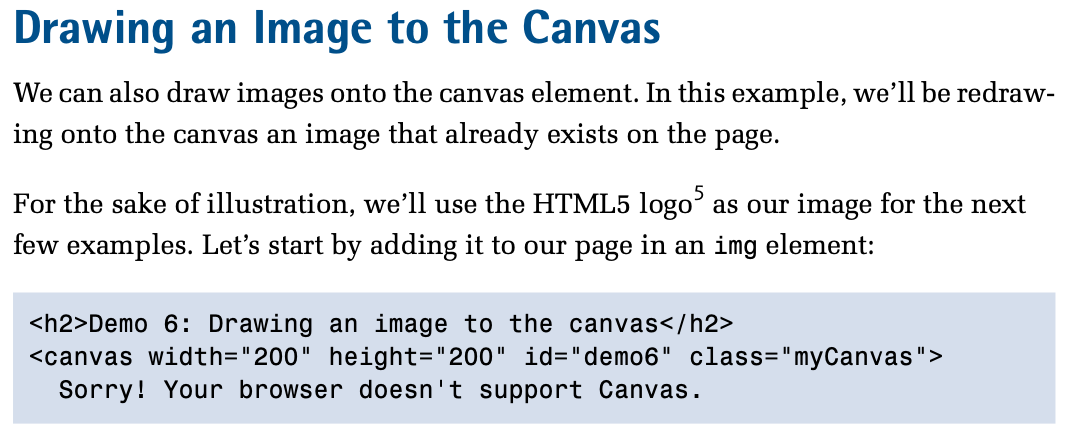 Drawing an Image to the Canvas
We can also draw images onto the canvas element. In this example, we’ll be redraw-
ing onto the canvas an image that already exists on the page.
For the sake of illustration, we’ll use the HTML5 logo5 as our image for the next
few examples. Let’s start by adding it to our page in an img element:
<h2>Demo 6: Drawing an image to the canvas</h2>
<canvas width="200" height="200" id="demo6" class="myCanvas">
  Sorry! Your browser doesn't support Canvas.